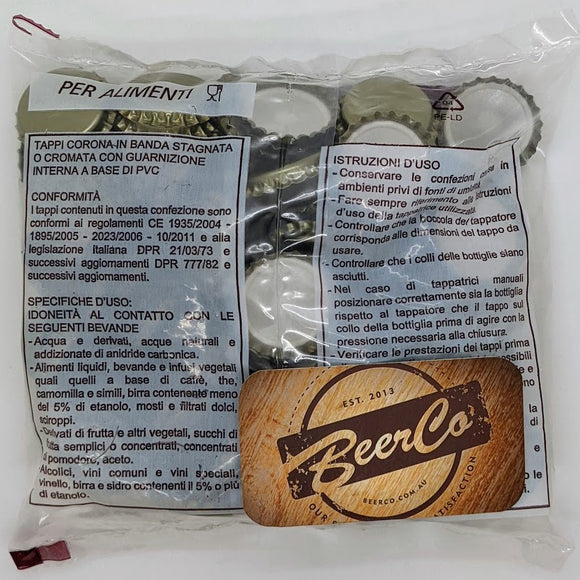 PER ALIMENTI
TAPPI CORONA IN BANDA STAGNATA
O CROMATA CON GUARNIZIONE
INTERNA A BASE DI PVC
CONFORMITÀ
I tappi contenuti in questa confezione sono
conformi ai regolamenti CE 1935/2004 -
1895/2005 - 2023/2006 - 10/2011 e alla
legislazione italiana DPR 21/03/73 e
successivi aggiornamenti DPR 777/82 e
successivi aggiornamenti.
SPECIFICHE D'USO:
IDONEITÀ AL CONTATTO CON LE
SEGUENTI BEVANDE
- Acqua e derivati, acque naturali e
addizionate di anidride carbonica.
- Alimenti liquidi, bevande e infusi vegetali
quali quelli a base di caffè, the,
camomilla e simili, birra contenente meno
del 5% di etanolo, mosti e filtrati dolci,
sciroppi.
- Derivati di frutta e altri vegetali, succhi di
frutta semplici o concentrati, concentrati
di pomodoro, aceto.
Alcolici, vini comuni e vini speciali,
vinello, birra e sidro contenenti il 5% o più
di etanolo.
04
PE-LD
ISTRUZIONI D'USO
- Conservare le confezioni in
ambienti privi di fonti di umidità
- Fare sempre riferimento alle istruzioni
d'uso della tappatrice utilizzata.
- Controllare che la boccola del tappatore
corrisponda alle dimensioni del tappo da
usare.
- Controllare che i colli delle bottiglie siano
asciutti.
- Nel caso di tappatrici manuali
posizionare correttamente sia la bottiglia
rispetto al tappatore che il tappo sul
collo della bottiglia prima di agire con la
pressione necessaria alla chiusura.
- Verificare le prestazioni dei tappi prima
EST. 2013
BeerCo
BEERCO.COM.AU
OUR